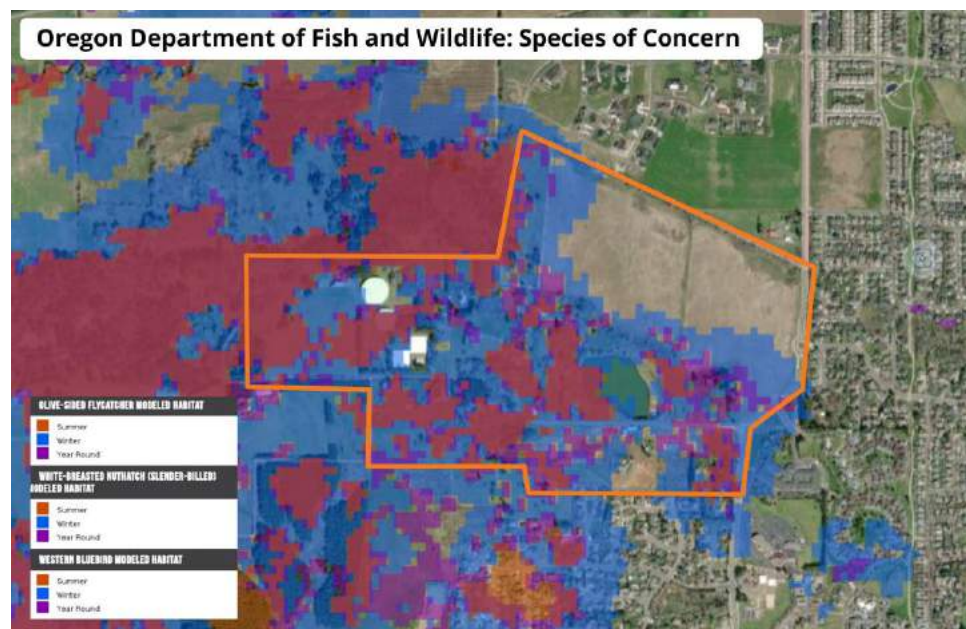 Oregon Department of Fish and Wildlife: Species of Concern
OLIVE-SIDED FLYCATCHER MODELED HABITAT
Summer
Winter
Year Round
WHITE-BREASTED NUTHATCH (SLENDER-BILLED)
MODELED HABITAT
Summer
Winter
Year Round
WESTERN BLUEBIRD MODELED HABITAT
Summer
Winter
Year Round